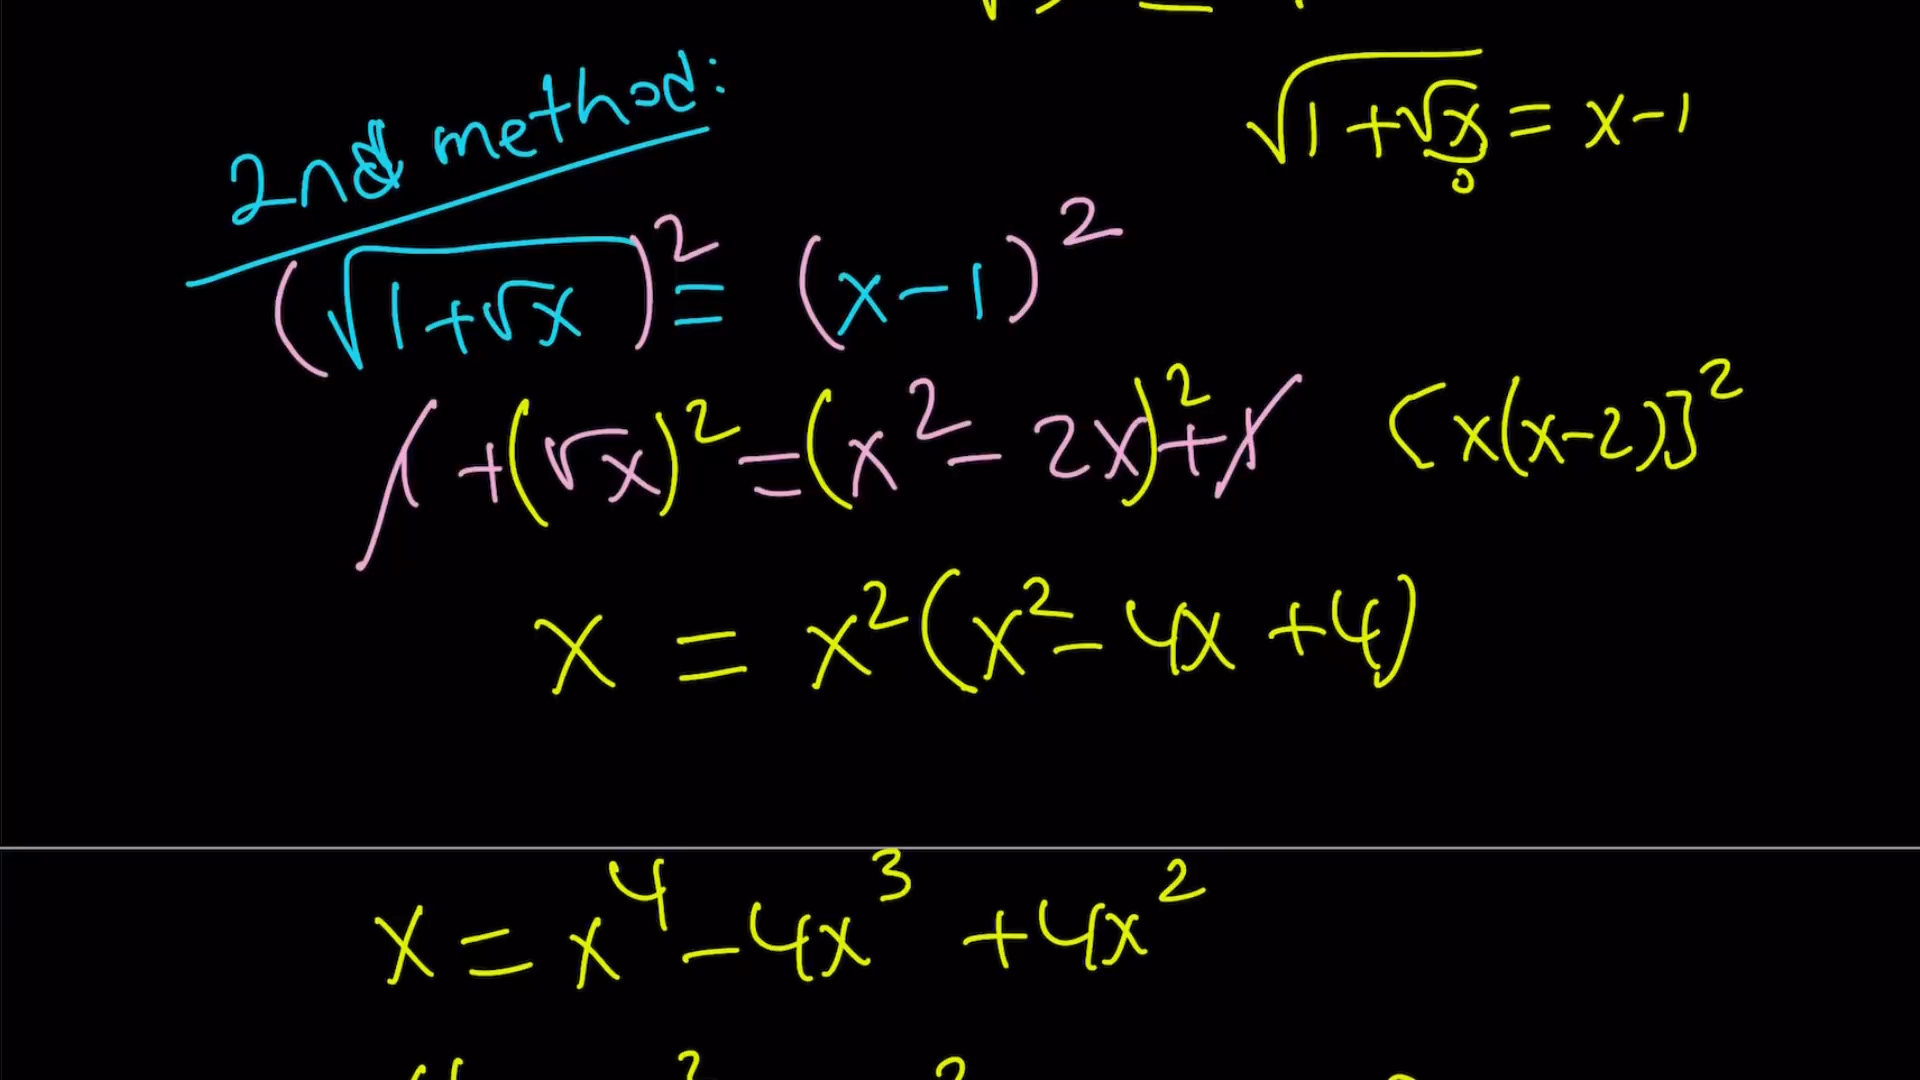 2nd method:
√(1+√x) = x-1
0
(√(1+√x))² = (x-1)²
1 + (√x)² = (x² - 2x)² + 1
[x(x-2)]²
x = x²(x² - 4x + 4)
x = x⁴ - 4x³ + 4x²